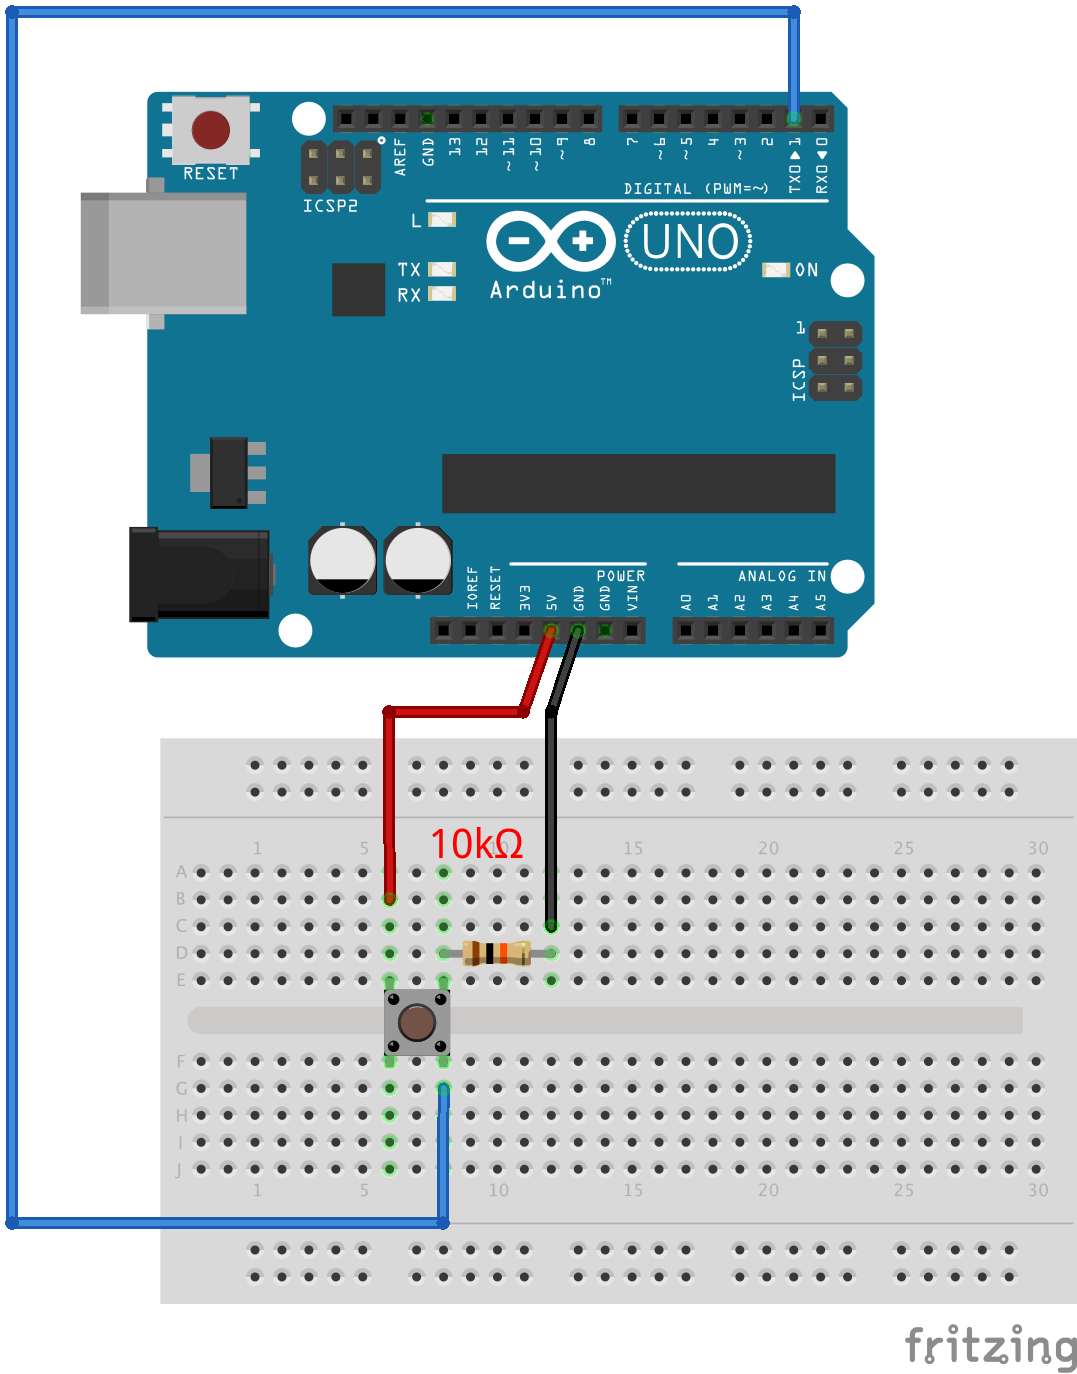 RESET
ICSP2
AREF
GND
13
12
~11
~10
~9
8
7
~6
~5
4
~3
2
TX0▶1
RX0◀0
DIGITAL (PWM=~)
L
TX
RX
Arduino™
UNO
ON
1
ICSP
IOREF
RESET
3V3
5V
GND
GND
VIN
POWER
A0
A1
A2
A3
A4
A5
ANALOG IN
10kΩ
1 5 10 15 20 25 30
A
B
C
D
E
F
G
H
I
J
1 5 10 15 20 25 30
fritzing